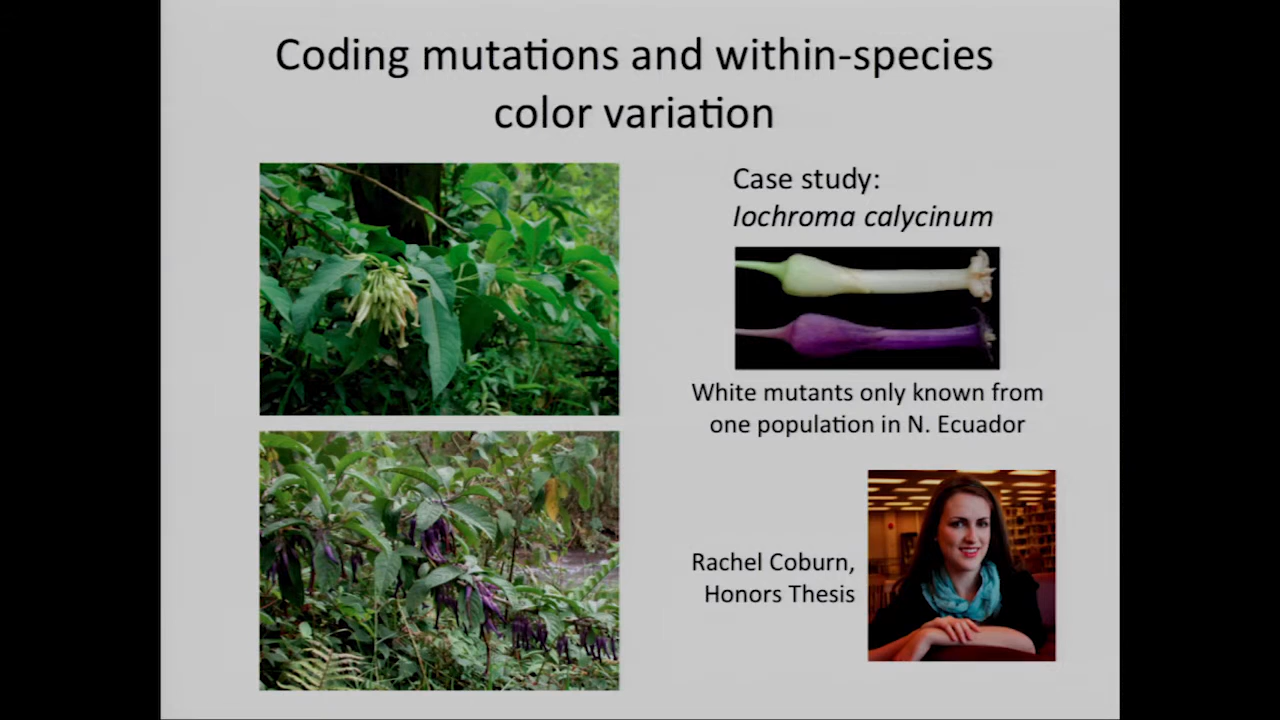 Coding mutations and within-species
color variation
Case study:
Iochroma calycinum
White mutants only known from
one population in N. Ecuador
Rachel Coburn,
Honors Thesis